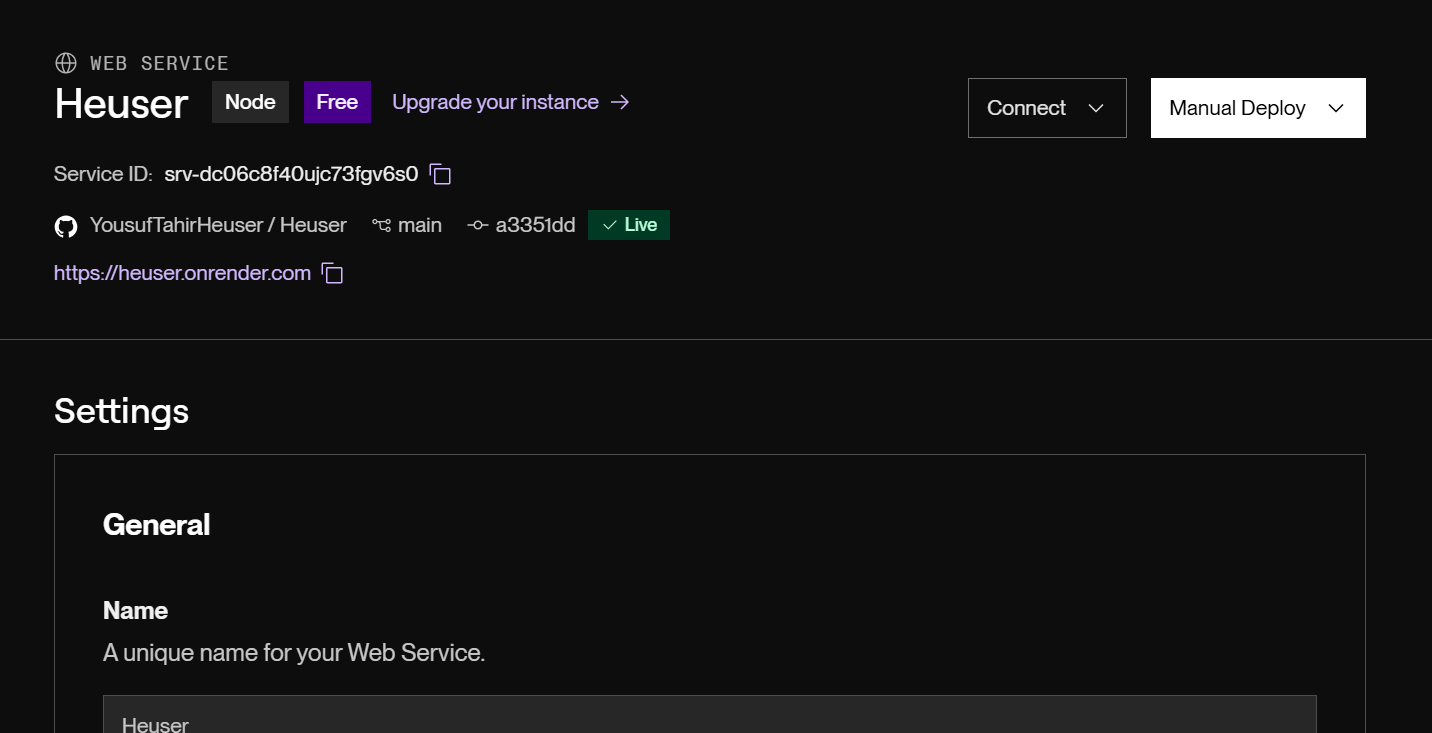 WEB SERVICE
Heuser Node Free Upgrade your instance Connect Manual Deploy
Service ID: srv-dc06c8f40ujc73fgv6s0
YousufTahirHeuser / Heuser main a3351dd Live
https://heuser.onrender.com
Settings
General
Name
A unique name for your Web Service.
Heuser